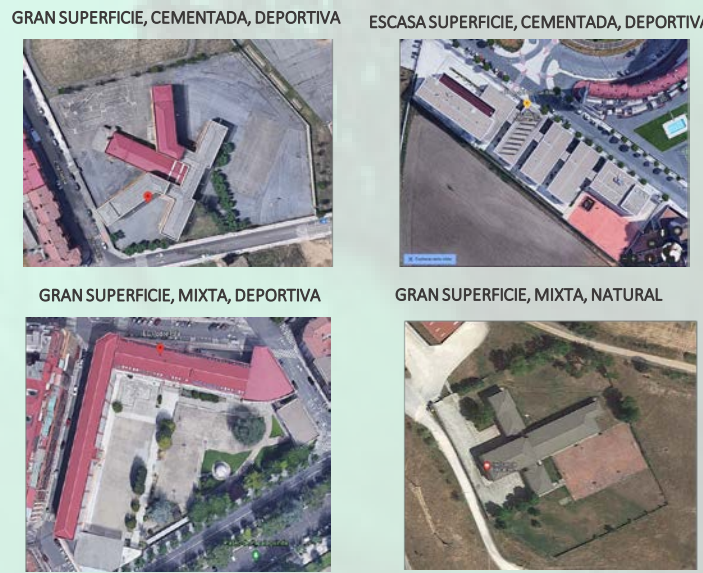 GRAN SUPERFICIE, CEMENTADA, DEPORTIVA
ESCASA SUPERFICIE, CEMENTADA, DEPORTIVA
GRAN SUPERFICIE, MIXTA, DEPORTIVA
GRAN SUPERFICIE, MIXTA, NATURAL